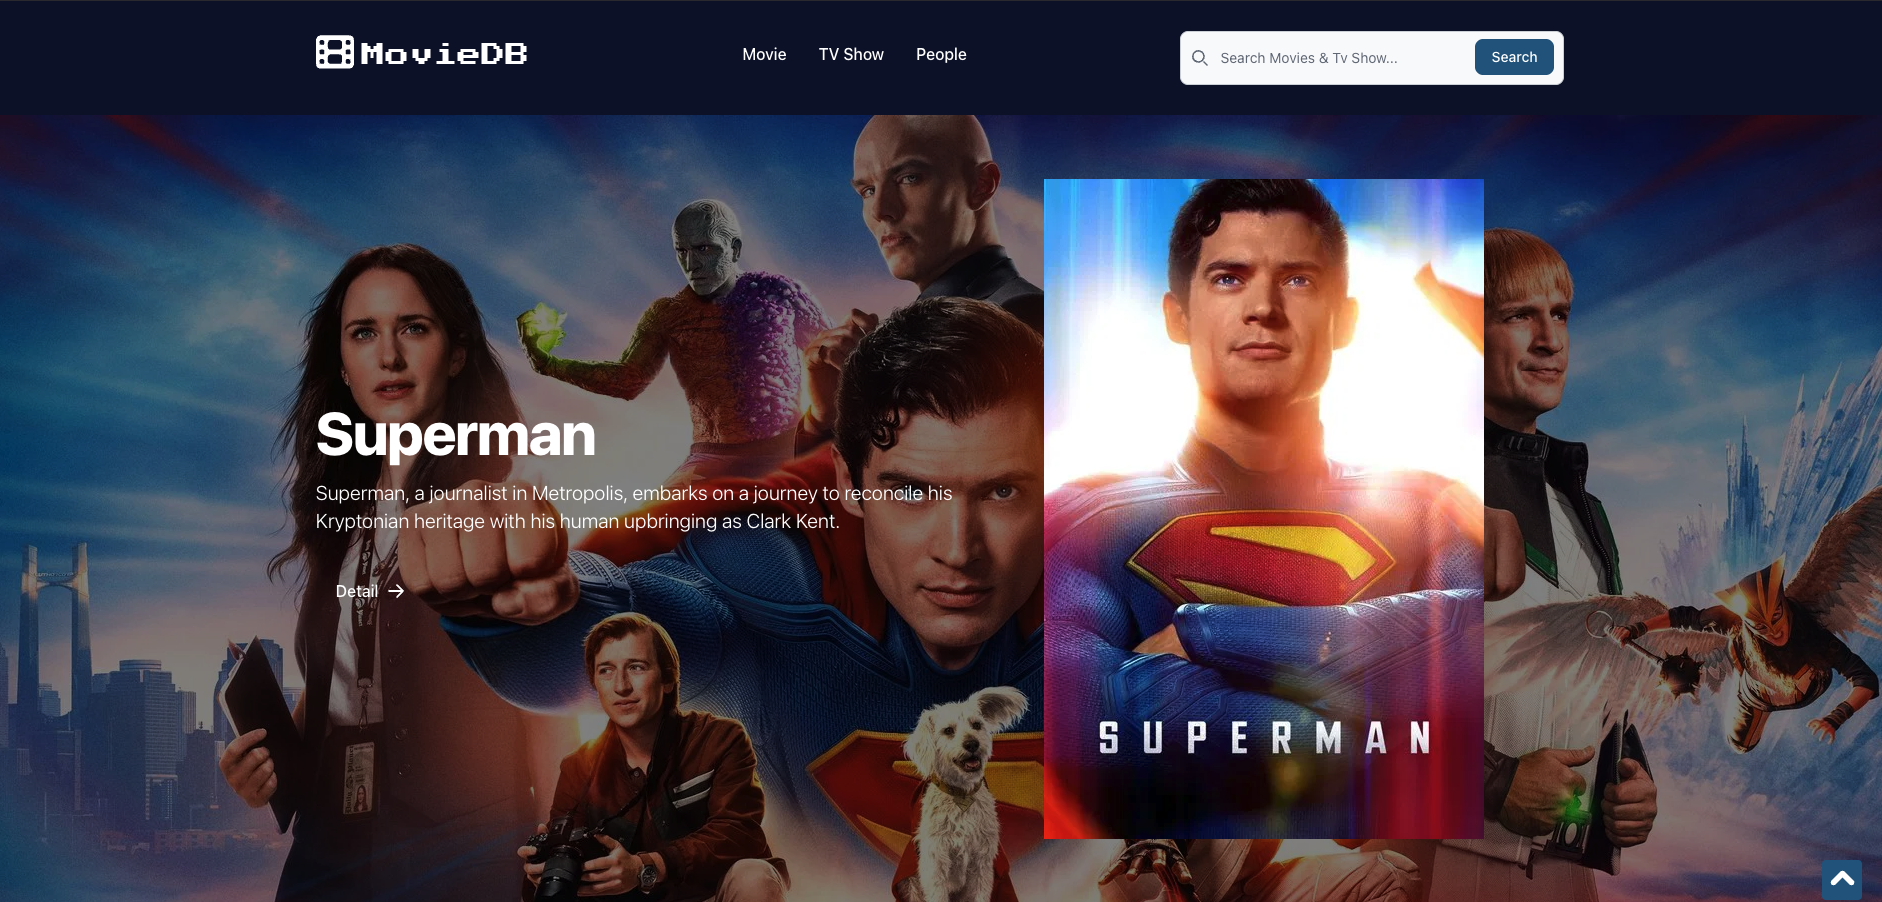 MovieDB
Movie
TV Show
People
Search Movies & Tv Show...
Search
Superman
Superman, a journalist in Metropolis, embarks on a journey to reconcile his
Kryptonian heritage with his human upbringing as Clark Kent.
Detail
SUPERMAN